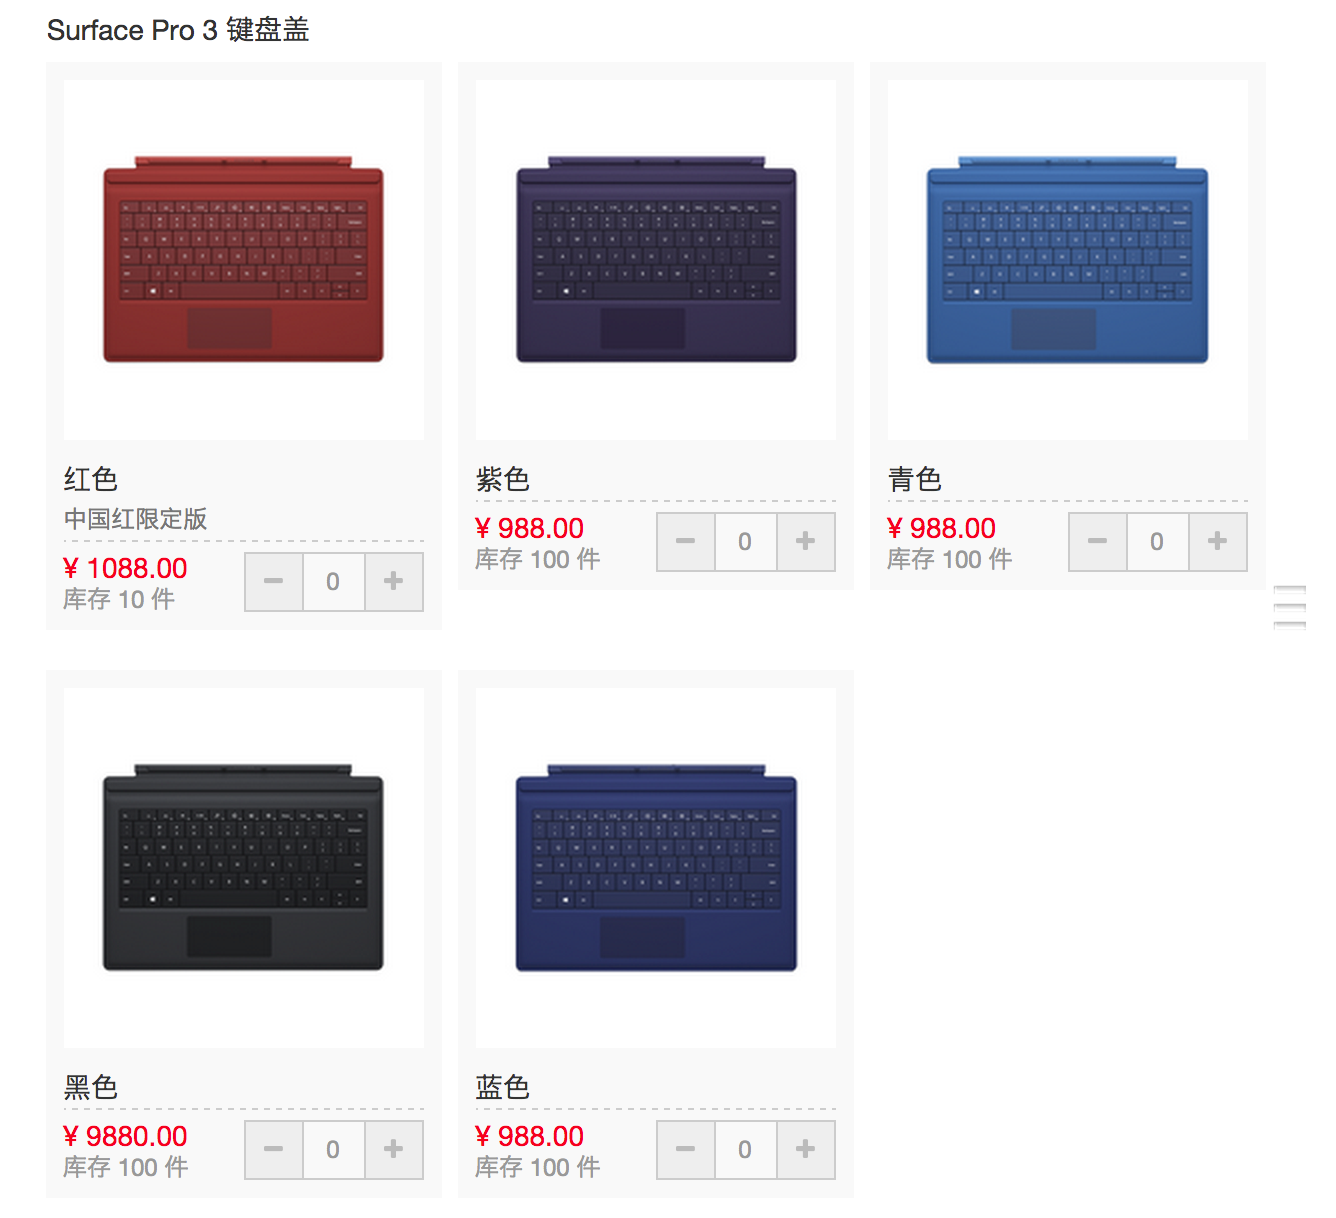 Surface Pro 3 键盘盖
红色
中国红限定版
¥ 1088.00
库存 10 件
0
紫色
¥ 988.00
库存 100 件
0
青色
¥ 988.00
库存 100 件
0
黑色
¥ 9880.00
库存 100 件
0
蓝色
¥ 988.00
库存 100 件
0